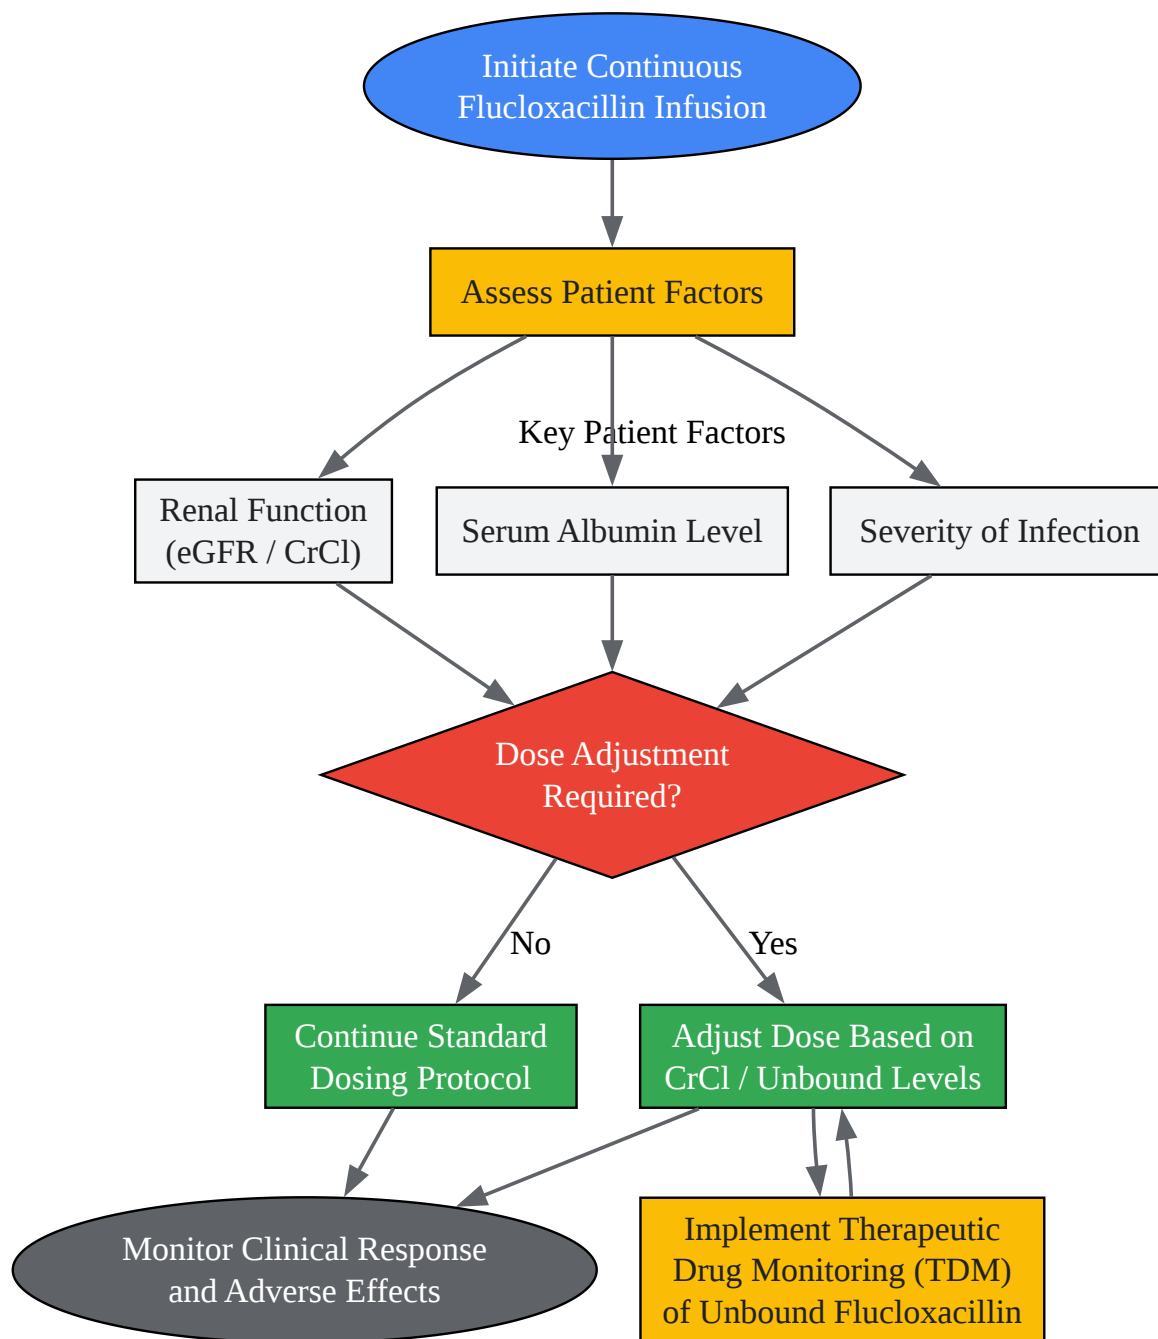 Initiate Continuous
Flucloxacillin Infusion
Assess Patient Factors
Key Patient Factors
Renal Function
(eGFR / CrCl)
Serum Albumin Level
Severity of Infection
Dose Adjustment
Required?
No
Yes
Continue Standard
Dosing Protocol
Adjust Dose Based on
CrCl / Unbound Levels
Monitor Clinical Response
and Adverse Effects
Implement Therapeutic
Drug Monitoring (TDM)
of Unbound Flucloxacillin